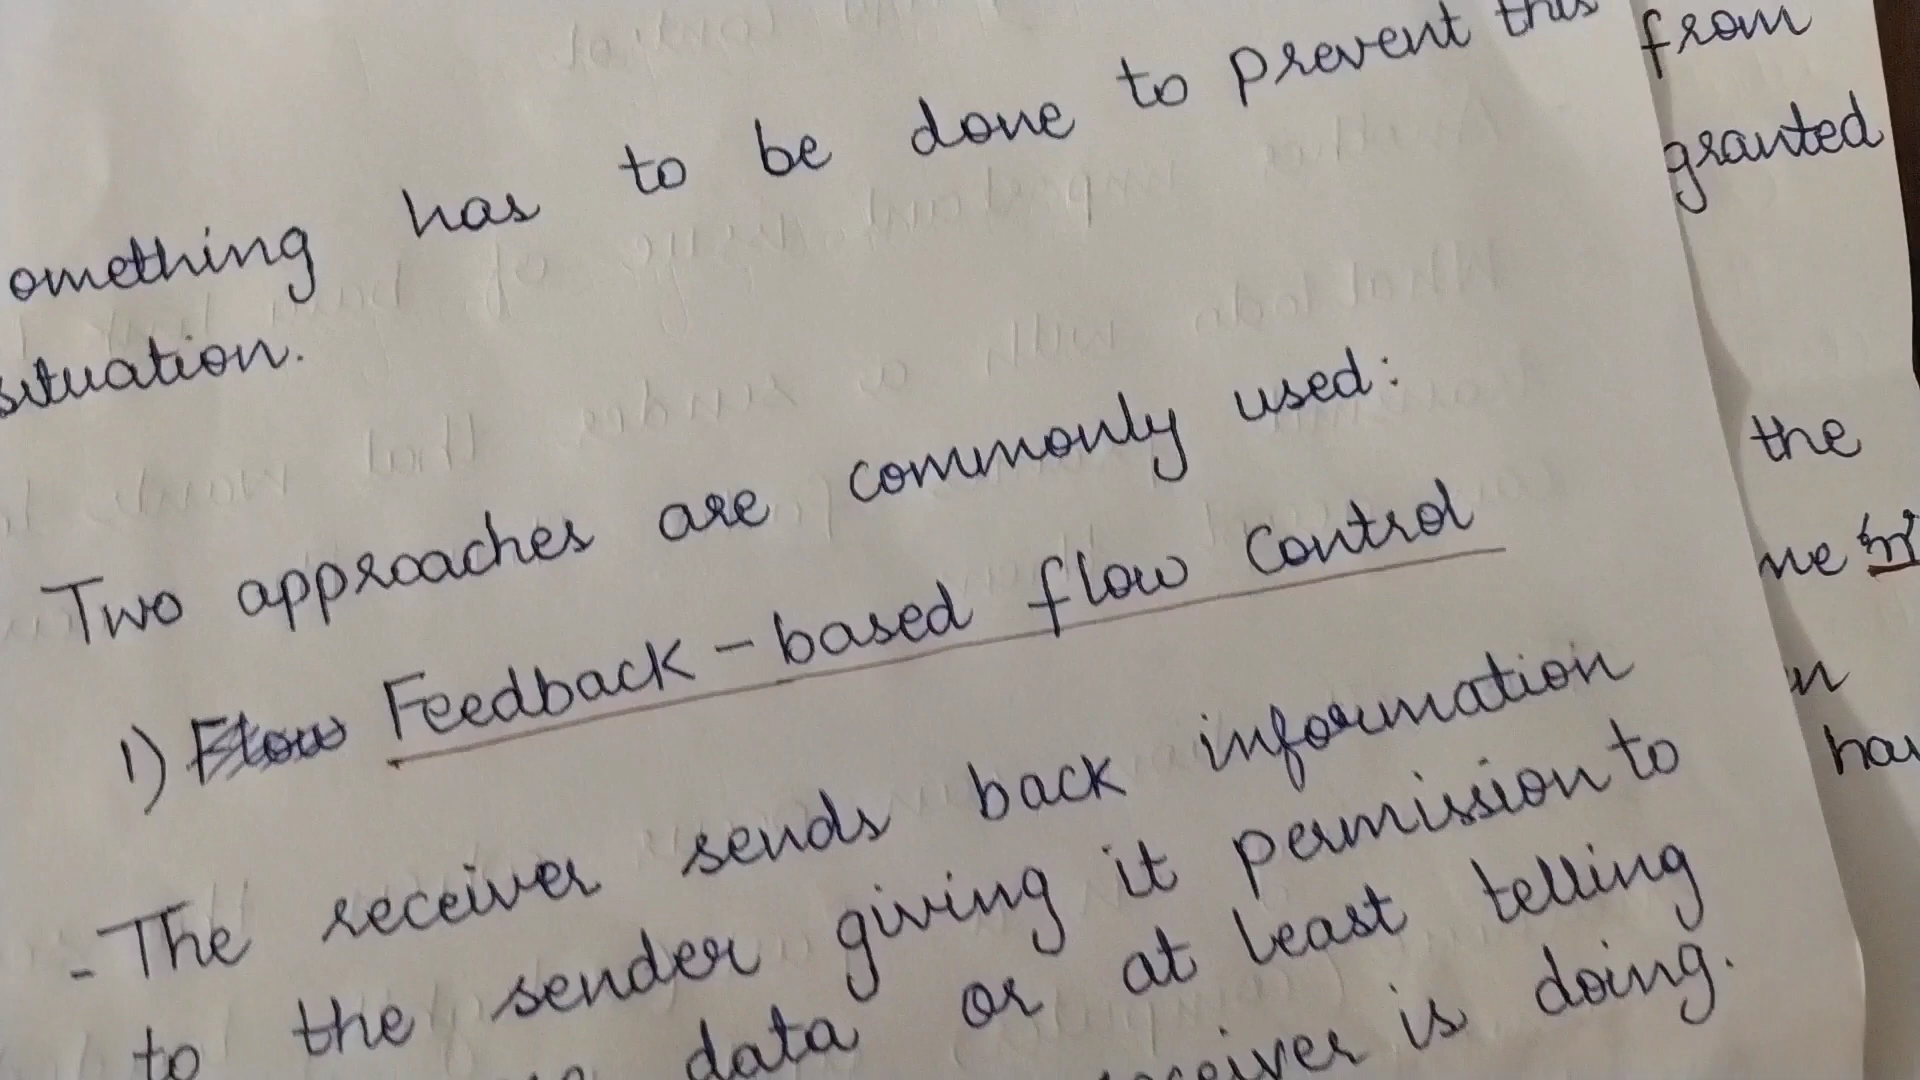 omething has to be done to prevent this
situation.
Two approaches are commonly used:
1) Flow Feedback-based flow Control
- The receiver sends back information
to the sender giving it permission to
data or at least telling
is doing.
from
granted
the
me